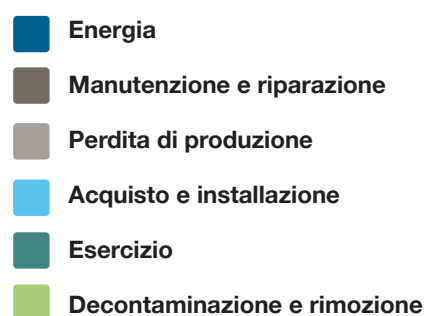 Energia
Manutenzione e riparazione
Perdita di produzione
Acquisto e installazione
Esercizio
Decontaminazione e rimozione